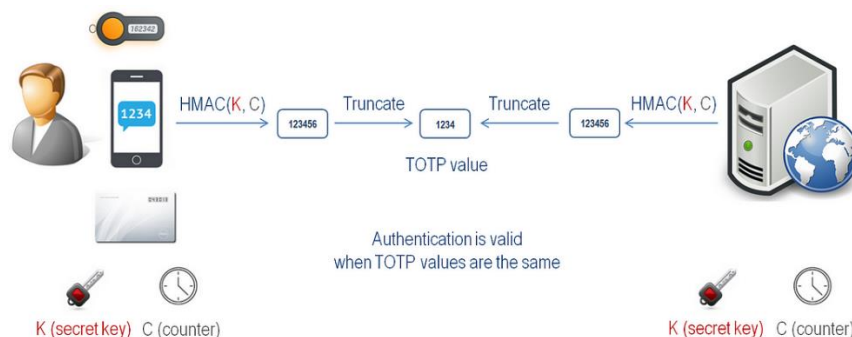 162342
1234
HMAC(K, C)
123456
Truncate
1234
Truncate
123456
HMAC(K, C)
TOTP value
Authentication is valid
when TOTP values are the same
K (secret key) C (counter)
K (secret key) C (counter)